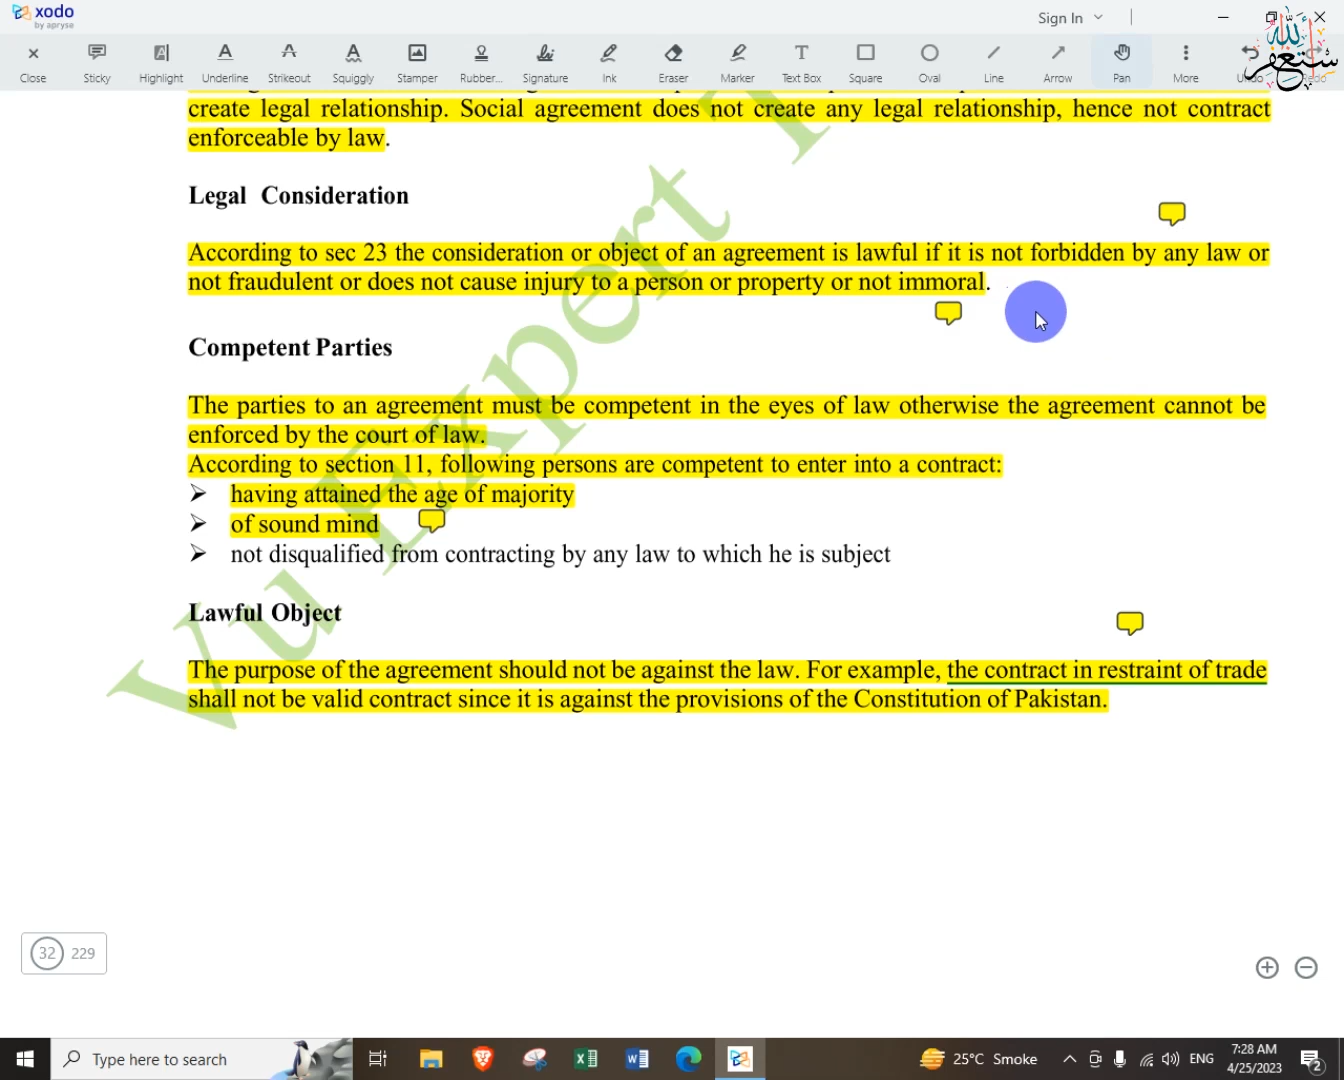 xodo
by apryse
Sign In
Close
Sticky
Highlight
Underline
Strikeout
Squiggly
Stamper
Rubber...
Signature
Ink
Eraser
Marker
Text Box
Square
Oval
Line
Arrow
Pan
More
create legal relationship. Social agreement does not create any legal relationship, hence not contract
enforceable by law.
Legal Consideration
According to sec 23 the consideration or object of an agreement is lawful if it is not forbidden by any law or
not fraudulent or does not cause injury to a person or property or not immoral.
Competent Parties
The parties to an agreement must be competent in the eyes of law otherwise the agreement cannot be
enforced by the court of law.
According to section 11, following persons are competent to enter into a contract:
➢ having attained the age of majority
➢ of sound mind
➢ not disqualified from contracting by any law to which he is subject
Lawful Object
The purpose of the agreement should not be against the law. For example, the contract in restraint of trade
shall not be valid contract since it is against the provisions of the Constitution of Pakistan.
Vu Expert T
32 229
Type here to search
25°C Smoke
ENG
7:28 AM
4/25/2023
2